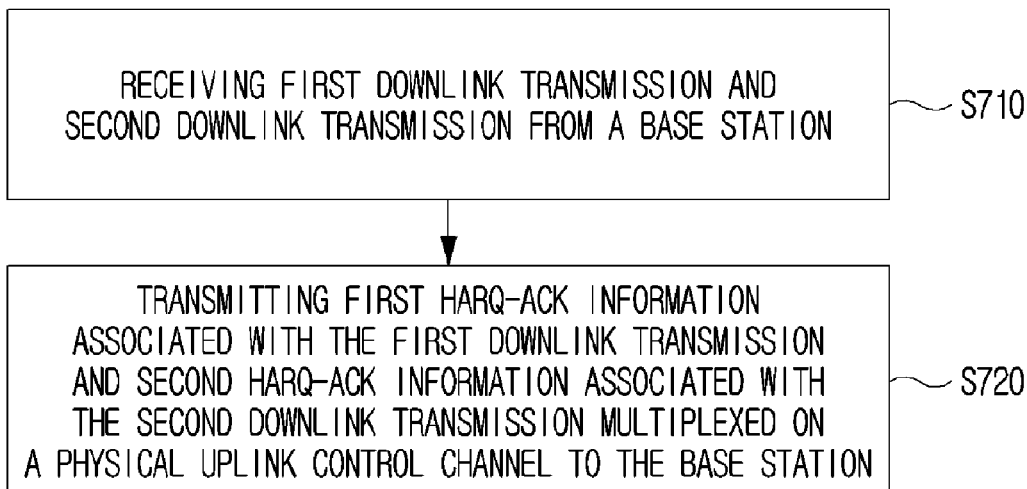 RECEIVING FIRST DOWNLINK TRANSMISSION AND
SECOND DOWNLINK TRANSMISSION FROM A BASE STATION
S710
TRANSMITTING FIRST HARQ-ACK INFORMATION
ASSOCIATED WITH THE FIRST DOWNLINK TRANSMISSION
AND SECOND HARQ-ACK INFORMATION ASSOCIATED WITH
THE SECOND DOWNLINK TRANSMISSION MULTIPLEXED ON
A PHYSICAL UPLINK CONTROL CHANNEL TO THE BASE STATION
S720